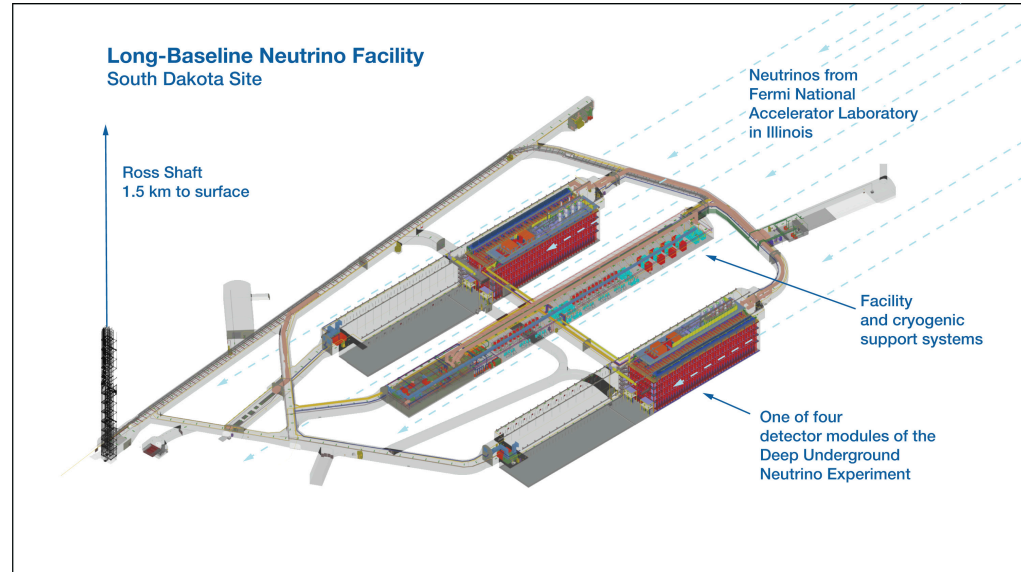 Long-Baseline Neutrino Facility
South Dakota Site
Neutrinos from
Fermi National
Accelerator Laboratory
in Illinois
Ross Shaft
1.5 km to surface
Facility
and cryogenic
support systems
One of four
detector modules of the
Deep Underground
Neutrino Experiment